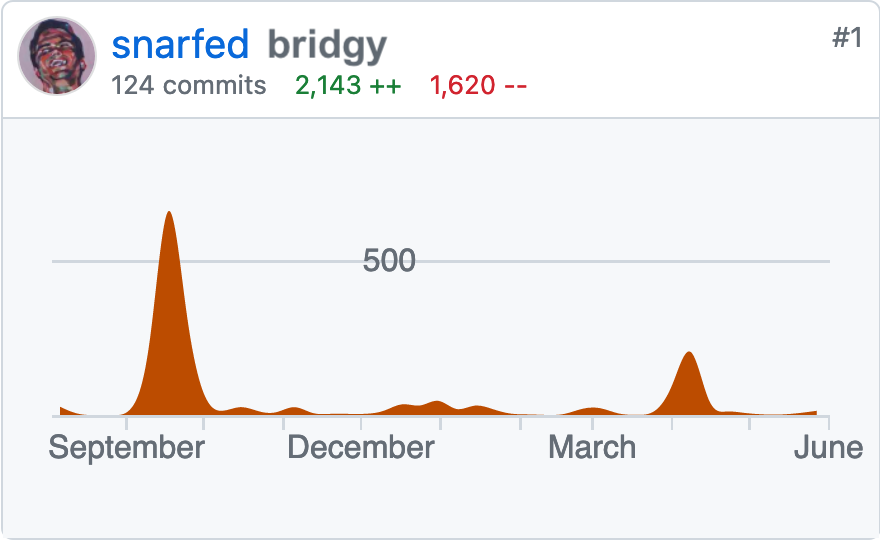 snarfed bridgy
#1
124 commits 2,143 ++ 1,620 --
500
September December March June